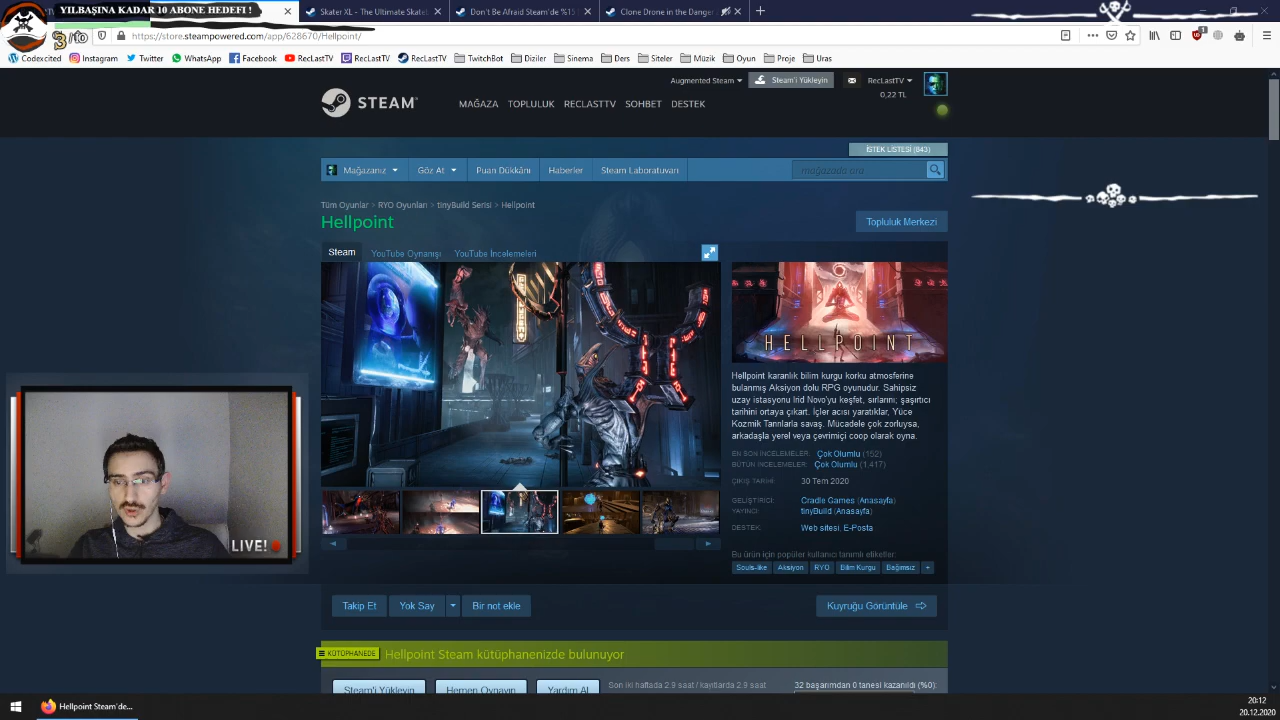 YILBAŞINA KADAR 10 ABONE HEDEFİ !
3/10
Skater XL - The Ultimate Skateb
Don't Be Afraid Steam'de %15
Clone Drone in the Danger
https://store.steampowered.com/app/628670/Hellpoint/
Codexcited
Instagram
Twitter
WhatsApp
Facebook
RecLastTV
RecLastTV
RecLastTV
TwitchBot
Diziler
Sinema
Ders
Siteler
Müzik
Oyun
Proje
Uras
Augmented Steam
Steam'i Yükleyin
RecLastTV
0,22 TL
STEAM
MAĞAZA
TOPLULUK
RECLASTTV
SOHBET
DESTEK
İSTEK LİSTESİ (843)
Mağazanız
Göz At
Puan Dükkânı
Haberler
Steam Laboratuvarı
mağazada ara
Tüm Oyunlar > RYO Oyunları > tinyBuild Serisi > Hellpoint
Hellpoint
Topluluk Merkezi
Steam
YouTube Oynanışı
YouTube İncelemeleri
HELLPOINT
Hellpoint karanlık bilim kurgu korku atmosferine
bulanmış Aksiyon dolu RPG oyunudur. Sahipsiz
uzay istasyonu Irid Novo'yu keşfet, sırlarını; şaşırtıcı
tarihini ortaya çıkart. İçler acısı yaratıklar, Yüce
Kozmik Tanrılarla savaş. Mücadele çok zorluysa,
arkadaşla yerel veya çevrimiçi coop olarak oyna.
EN SON İNCELEMELER: Çok Olumlu (152)
BÜTÜN İNCELEMELER: Çok Olumlu (1,417)
ÇIKIŞ TARİHİ: 30 Tem 2020
GELİŞTİRİCİ: Cradle Games (Anasayfa)
YAYINCI: tinyBuild (Anasayfa)
DESTEK: Web sitesi, E-Posta
Bu ürün için popüler kullanıcı tanımlı etiketler:
Souls-like
Aksiyon
RYO
Bilim Kurgu
Bağımsız
+
LIVE!
Takip Et
Yok Say
Bir not ekle
Kuyruğu Görüntüle
KÜTÜPHANEDE
Hellpoint Steam kütüphanenizde bulunuyor
Steam'i Yükleyin
Hemen Oynayın
Yardım Al
Son iki haftada 2.9 saat / kayıtlarda 2.9 saat
32 başarımdan 0 tanesi kazanıldı (%0):
Hellpoint Steam'de...
20:12
20.12.2020